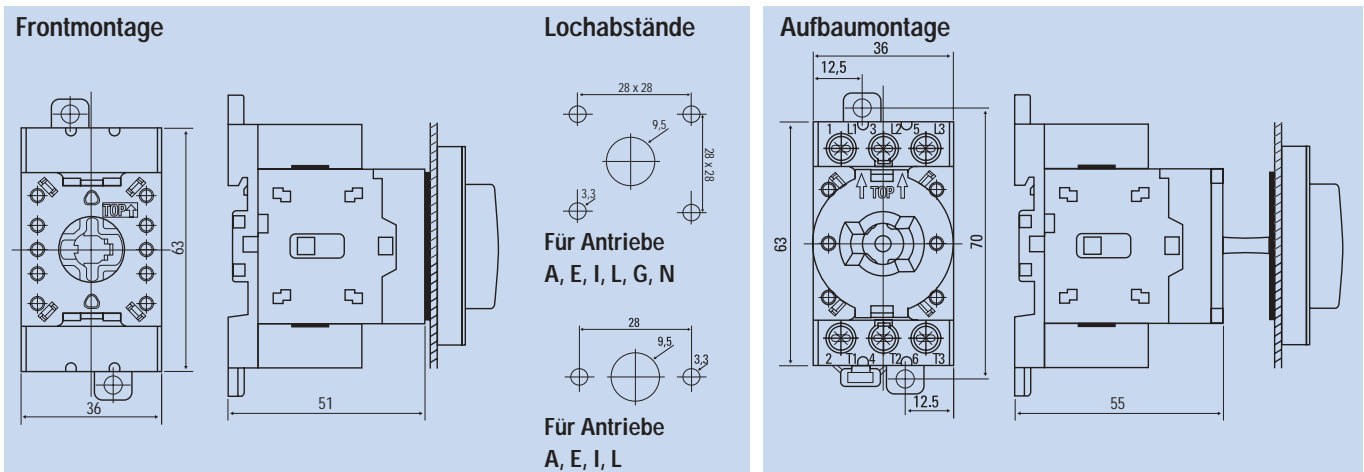 Frontmontage
TOP
63
36
51
Lochabstände
28 x 28
9,5
28 x 28
3,3
Für Antriebe
A, E, I, L, G, N
28
9,5
3,3
Für Antriebe
A, E, I, L
Aufbaumontage
36
12,5
1 L1 3 L2 5 L3
TOP
63
70
2 T1 4 T2 6 T3
12.5
55